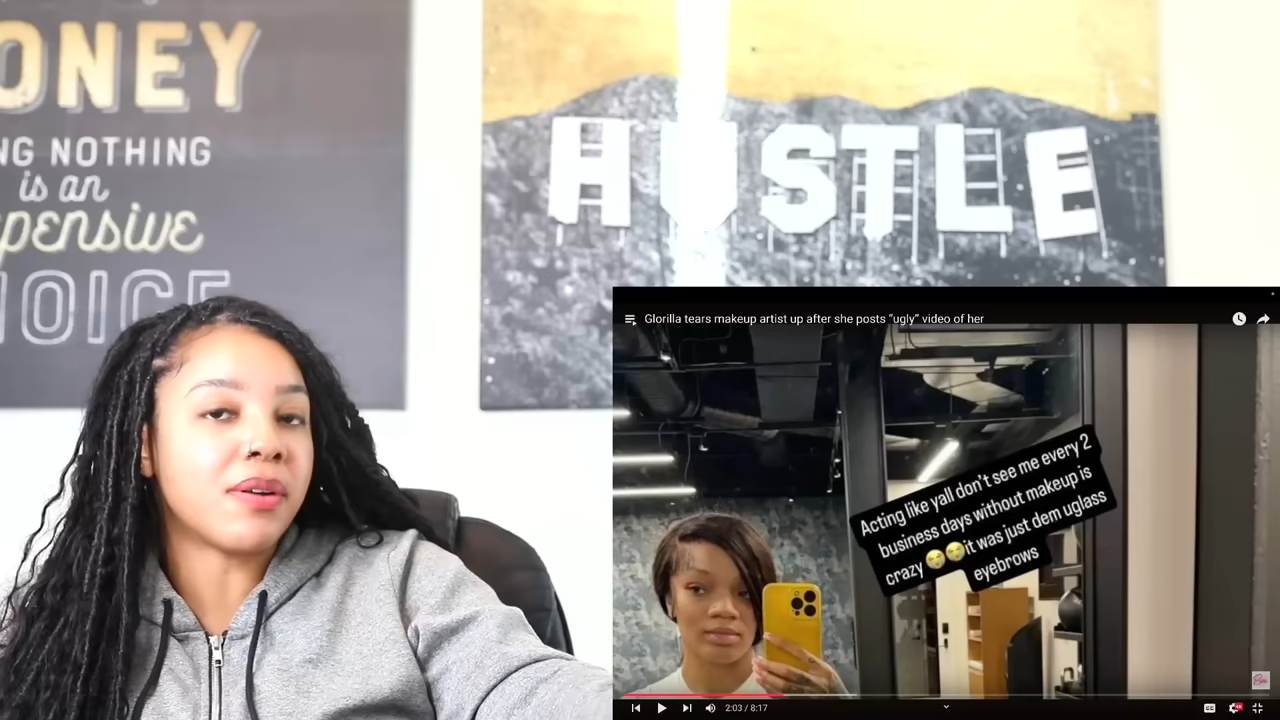 ONEY
NG NOTHING
is an
pensive
HOICE
HUSTLE
Glorilla tears makeup artist up after she posts “ugly” video of her
Acting like yall don't see me every 2
business days without makeup is
crazy 😭😭it was just dem uglass
eyebrows
2:03 / 8:17